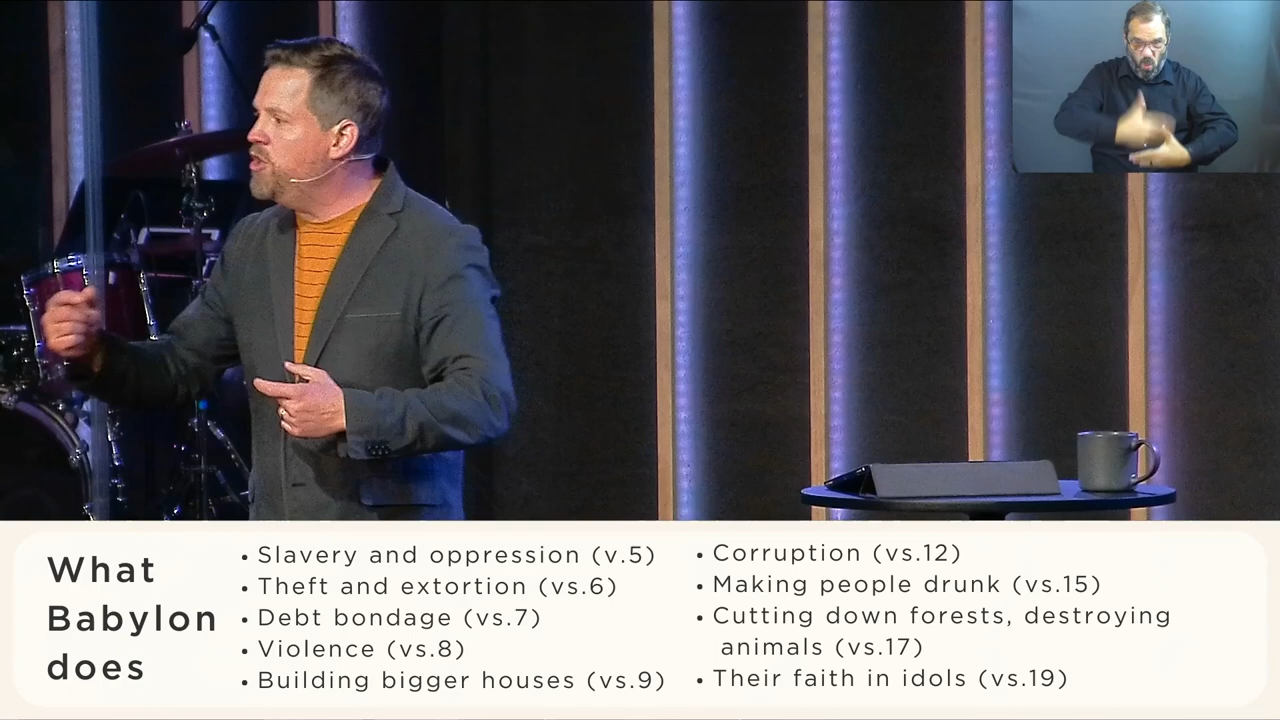 What
Babylon
does
• Slavery and oppression (v.5)
• Theft and extortion (vs.6)
• Debt bondage (vs.7)
• Violence (vs.8)
• Building bigger houses (vs.9)
• Corruption (vs.12)
• Making people drunk (vs.15)
• Cutting down forests, destroying
animals (vs.17)
• Their faith in idols (vs.19)